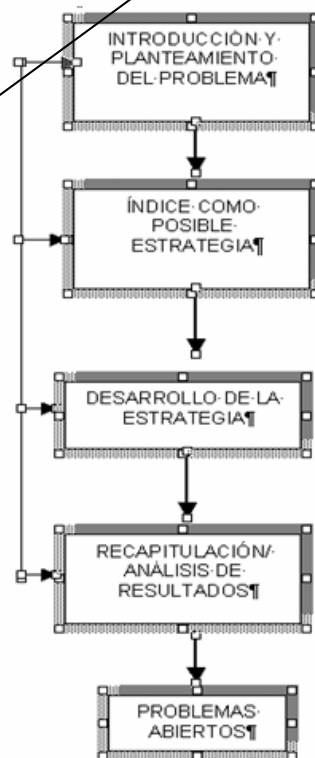 INTRODUCCIÓN Y
PLANTEAMIENTO
DEL PROBLEMA¶
ÍNDICE COMO
POSIBLE
ESTRATEGIA¶
DESARROLLO DE LA
ESTRATEGIA¶
RECAPITULACIÓN/
ANÁLISIS DE
RESULTADOS¶
PROBLEMAS
ABIERTOS¶